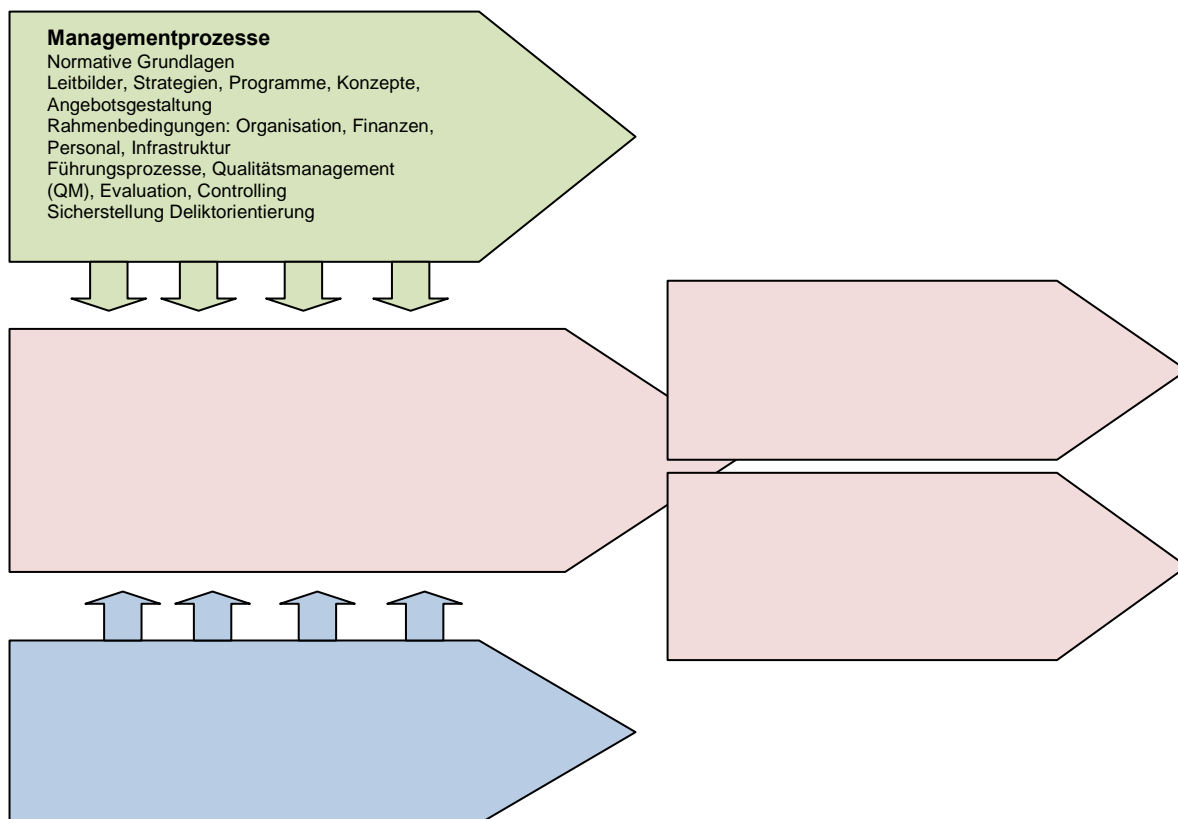 Managementprozesse
Normative Grundlagen
Leitbilder, Strategien, Programme, Konzepte,
Angebotsgestaltung
Rahmenbedingungen: Organisation, Finanzen,
Personal, Infrastruktur
Führungsprozesse, Qualitätsmanagement
(QM), Evaluation, Controlling
Sicherstellung Deliktorientierung